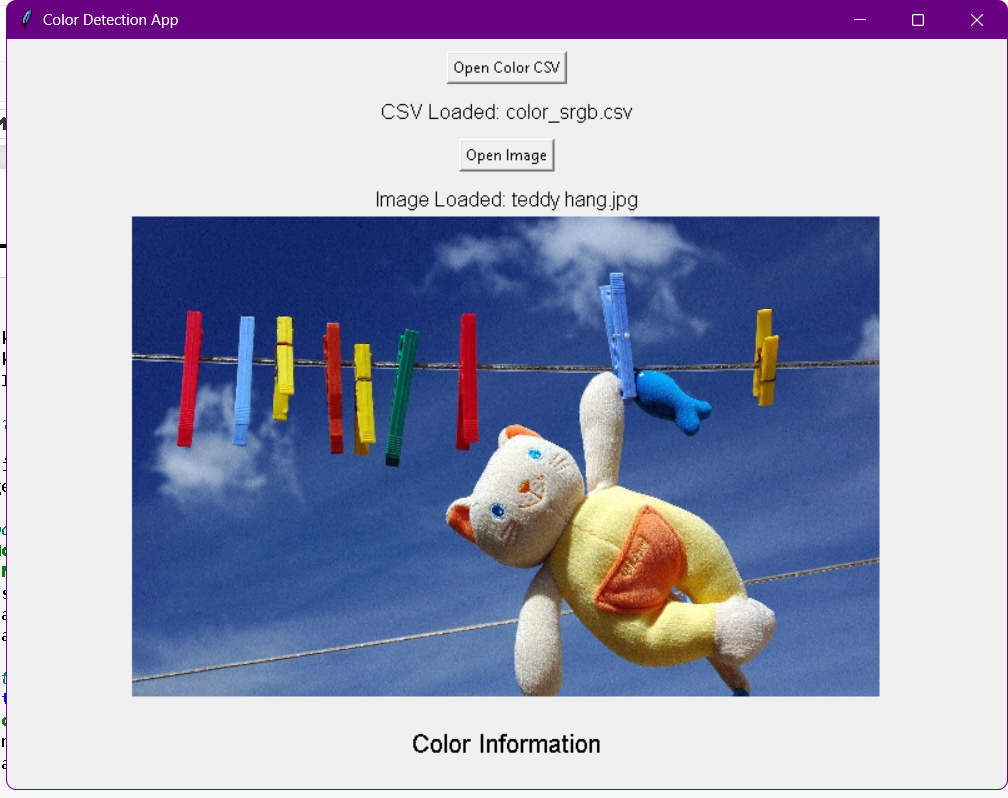 Color Detection App
Open Color CSV
CSV Loaded: color_srgb.csv
Open Image
Image Loaded: teddy hang.jpg
Color Information